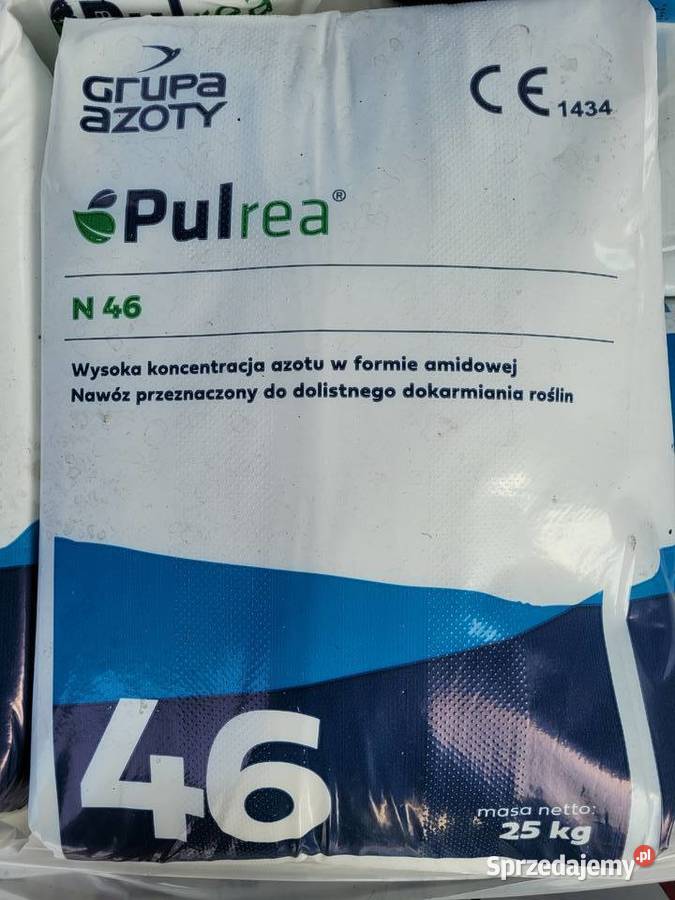 GRUPA
AZOTY
CE 1434
Pulrea®
N 46
Wysoka koncentracja azotu w formie amidowej
Nawóz przeznaczony do dolistnego dokarmiania roślin
46
masa netto:
25 kg
Sprzedajemy.pl